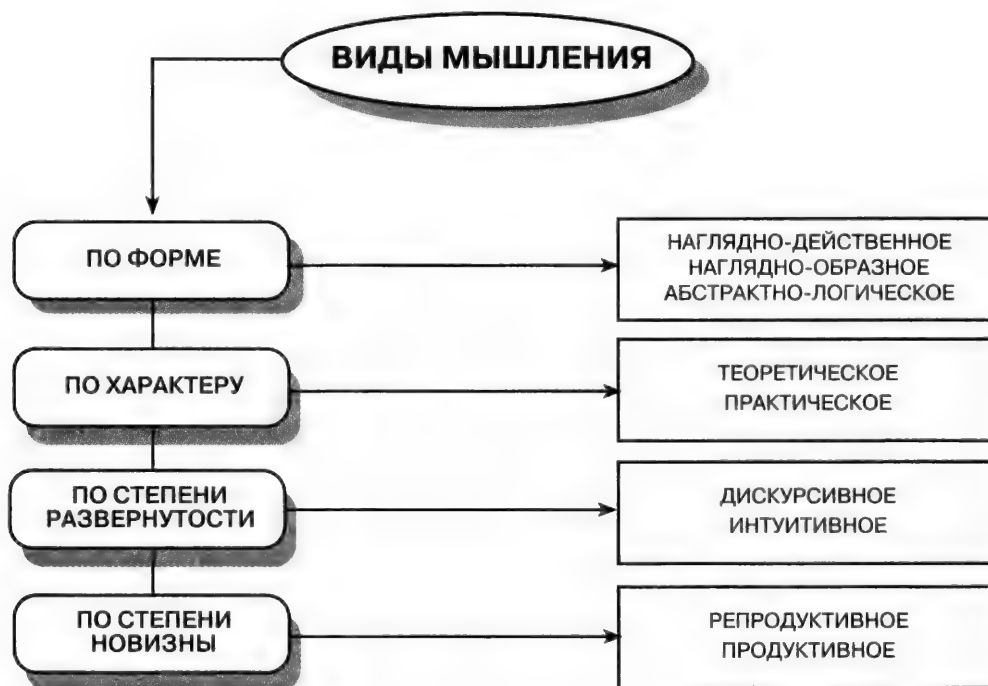 ВИДЫ МЫШЛЕНИЯ
ПО ФОРМЕ
НАГЛЯДНО-ДЕЙСТВЕННОЕ
НАГЛЯДНО-ОБРАЗНОЕ
АБСТРАКТНО-ЛОГИЧЕСКОЕ
ПО ХАРАКТЕРУ
ТЕОРЕТИЧЕСКОЕ
ПРАКТИЧЕСКОЕ
ПО СТЕПЕНИ
РАЗВЕРНУТОСТИ
ДИСКУРСИВНОЕ
ИНТУИТИВНОЕ
ПО СТЕПЕНИ
НОВИЗНЫ
РЕПРОДУКТИВНОЕ
ПРОДУКТИВНОЕ